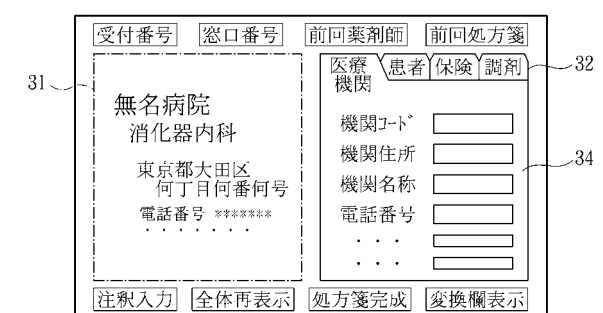 受付番号 窓口番号 前回薬剤師 前回処方箋
31
無名病院
消化器内科
東京都大田区
何丁目何番何号
電話番号 *******
・・・・・・・
医療機関 患者 保険 調剤
32
機関コード
機関住所
機関名称
34
電話番号
・・・
・・・
注釈入力 全体再表示 処方箋完成 変換欄表示